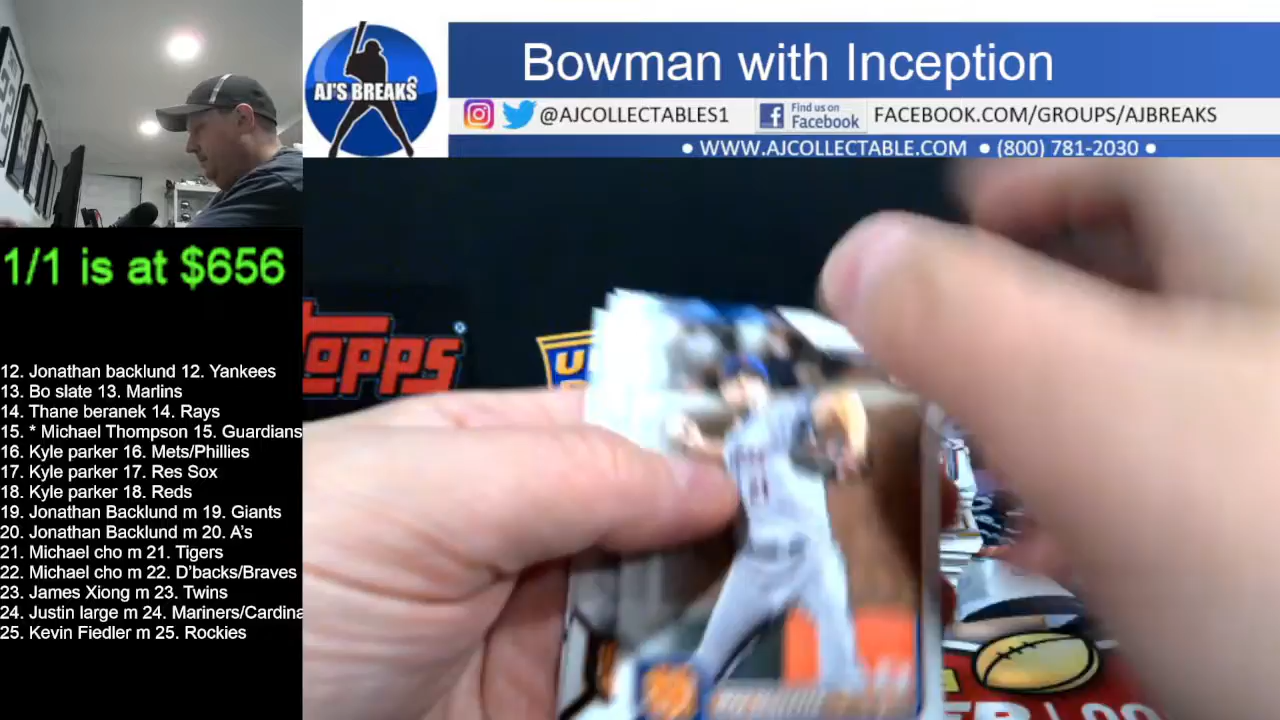 Bowman with Inception
AJ'S BREAKS
@AJCOLLECTABLES1
Find us on
Facebook
FACEBOOK.COM/GROUPS/AJBREAKS
• WWW.AJCOLLECTABLE.COM • (800) 781-2030 •
1/1 is at $656
TOPPS
12. Jonathan backlund 12. Yankees
13. Bo slate 13. Marlins
14. Thane beranek 14. Rays
15. * Michael Thompson 15. Guardians
16. Kyle parker 16. Mets/Phillies
17. Kyle parker 17. Res Sox
18. Kyle parker 18. Reds
19. Jonathan Backlund m 19. Giants
20. Jonathan Backlund m 20. A's
21. Michael cho m 21. Tigers
22. Michael cho m 22. D'backs/Braves
23. James Xiong m 23. Twins
24. Justin large m 24. Mariners/Cardina
25. Kevin Fiedler m 25. Rockies